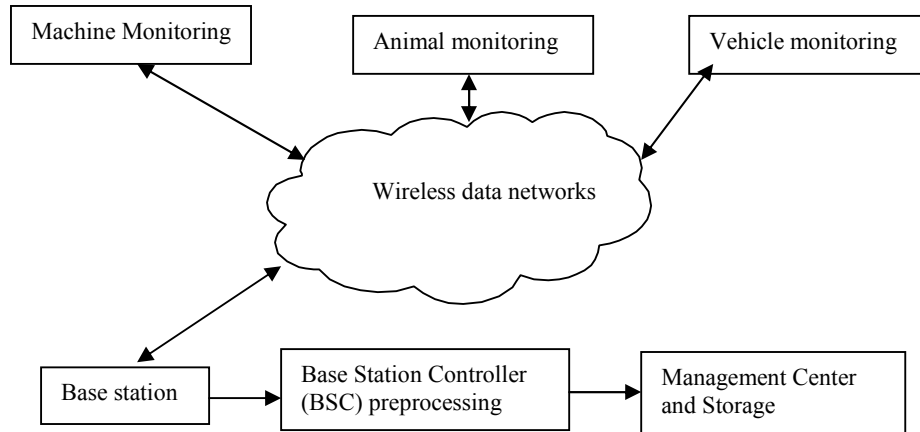 Machine Monitoring
Animal monitoring
Vehicle monitoring
Wireless data networks
Base station
Base Station Controller
(BSC) preprocessing
Management Center
and Storage